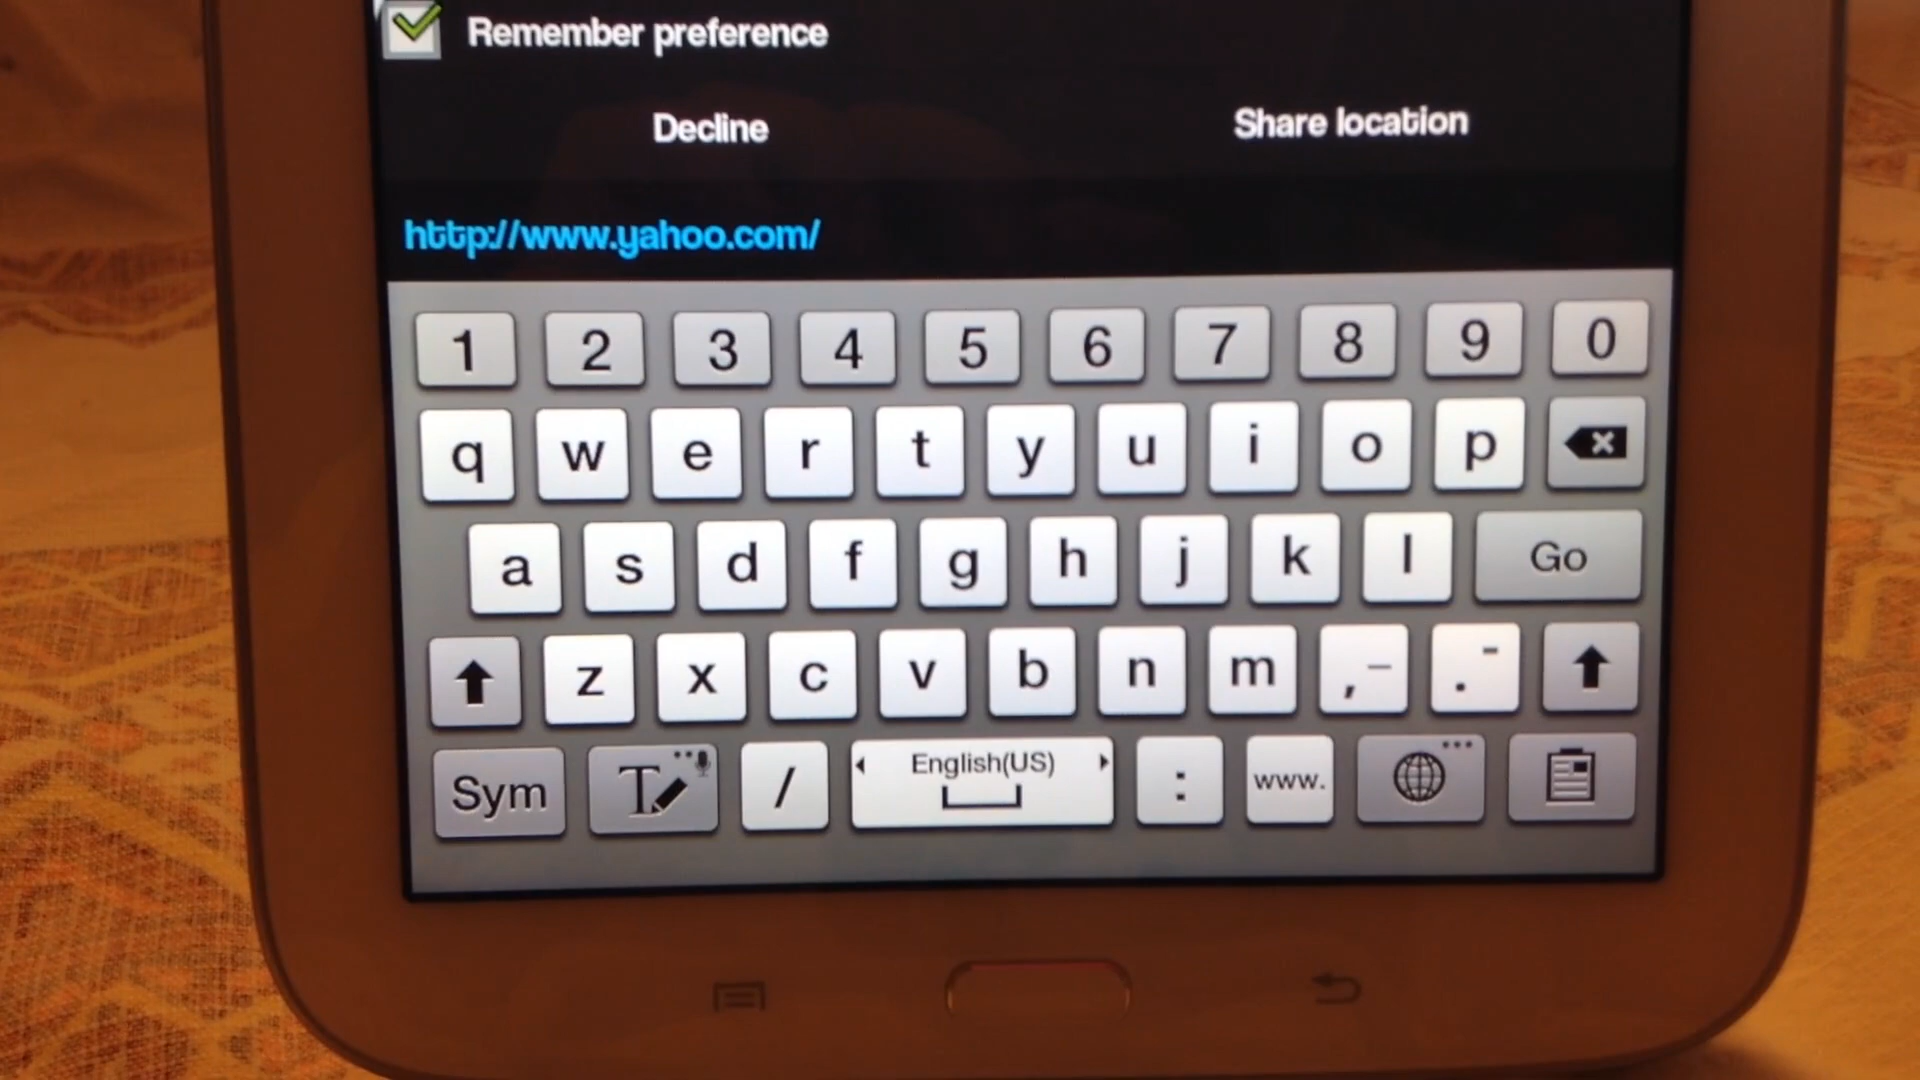 Remember preference
Decline Share location
http://www.yahoo.com/
1 2 3 4 5 6 7 8 9 0
q w e r t y u i o p
a s d f g h j k l Go
z x c v b n m , _ . -
Sym T / English(US) : www.